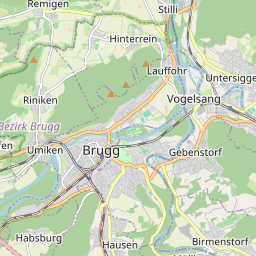 Remigen
Stilli
Hinterrein
Lauffohr
Untersigge
Riniken
Vogelsang
Bezirk Brugg
Umiken
Brugg
Gebenstorf
Habsburg
Hausen
Birmenstorf